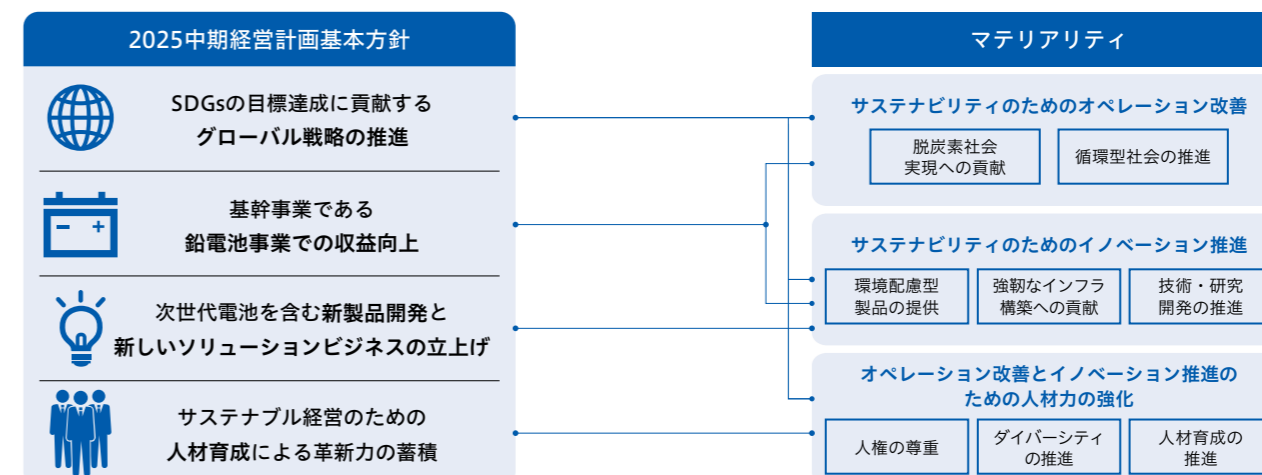 2025中期経営計画基本方針
SDGsの目標達成に貢献する
グローバル戦略の推進
基幹事業である
鉛電池事業での収益向上
次世代電池を含む新製品開発と
新しいソリューションビジネスの立上げ
サステナブル経営のための
人材育成による革新力の蓄積
マテリアリティ
サステナビリティのためのオペレーション改善
脱炭素社会
実現への貢献
循環型社会の推進
サステナビリティのためのイノベーション推進
環境配慮型
製品の提供
強靭なインフラ
構築への貢献
技術・研究
開発の推進
オペレーション改善とイノベーション推進の
ための人材力の強化
人権の尊重
ダイバーシティ
の推進
人材育成の
推進